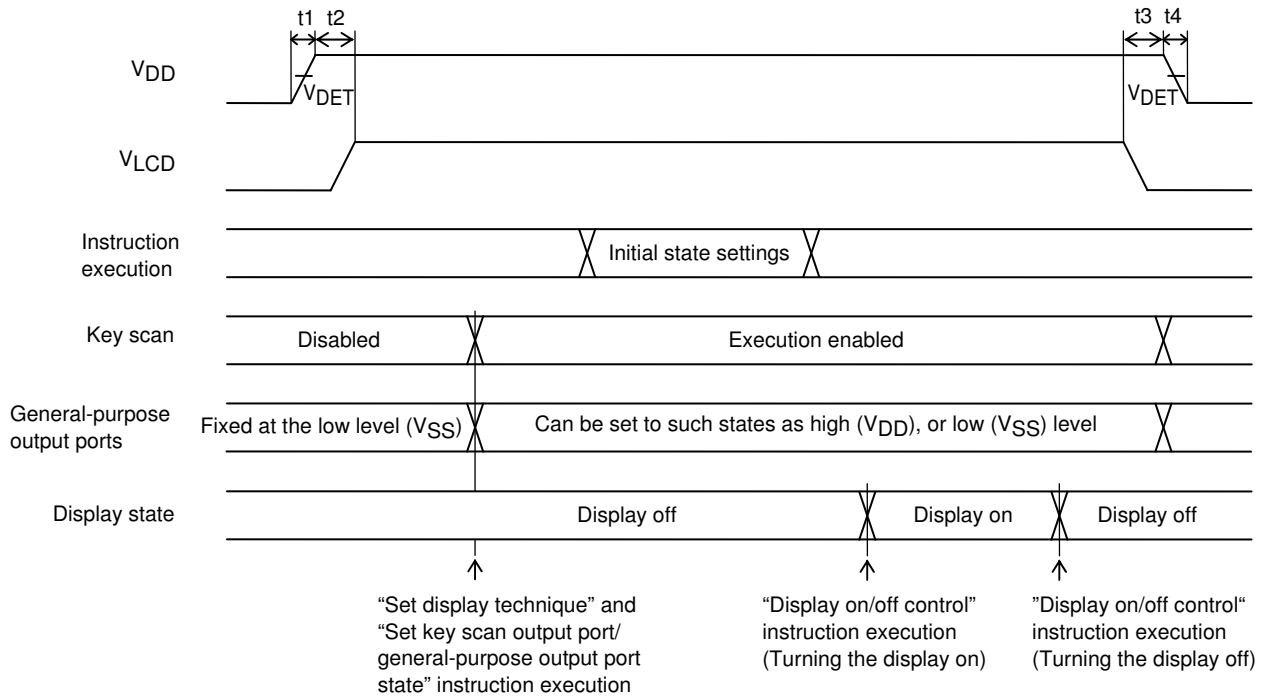 t1 t2 t3 t4
VDD
VDET VDET
VLCD
Instruction
execution
Initial state settings
Key scan
Disabled Execution enabled
General-purpose
output ports
Fixed at the low level (VSS) Can be set to such states as high (VDD), or low (VSS) level
Display state
Display off Display on Display off
“Set display technique” and
“Set key scan output port/
general-purpose output port
state” instruction execution
“Display on/off control”
instruction execution
(Turning the display on)
”Display on/off control“
instruction execution
(Turning the display off)